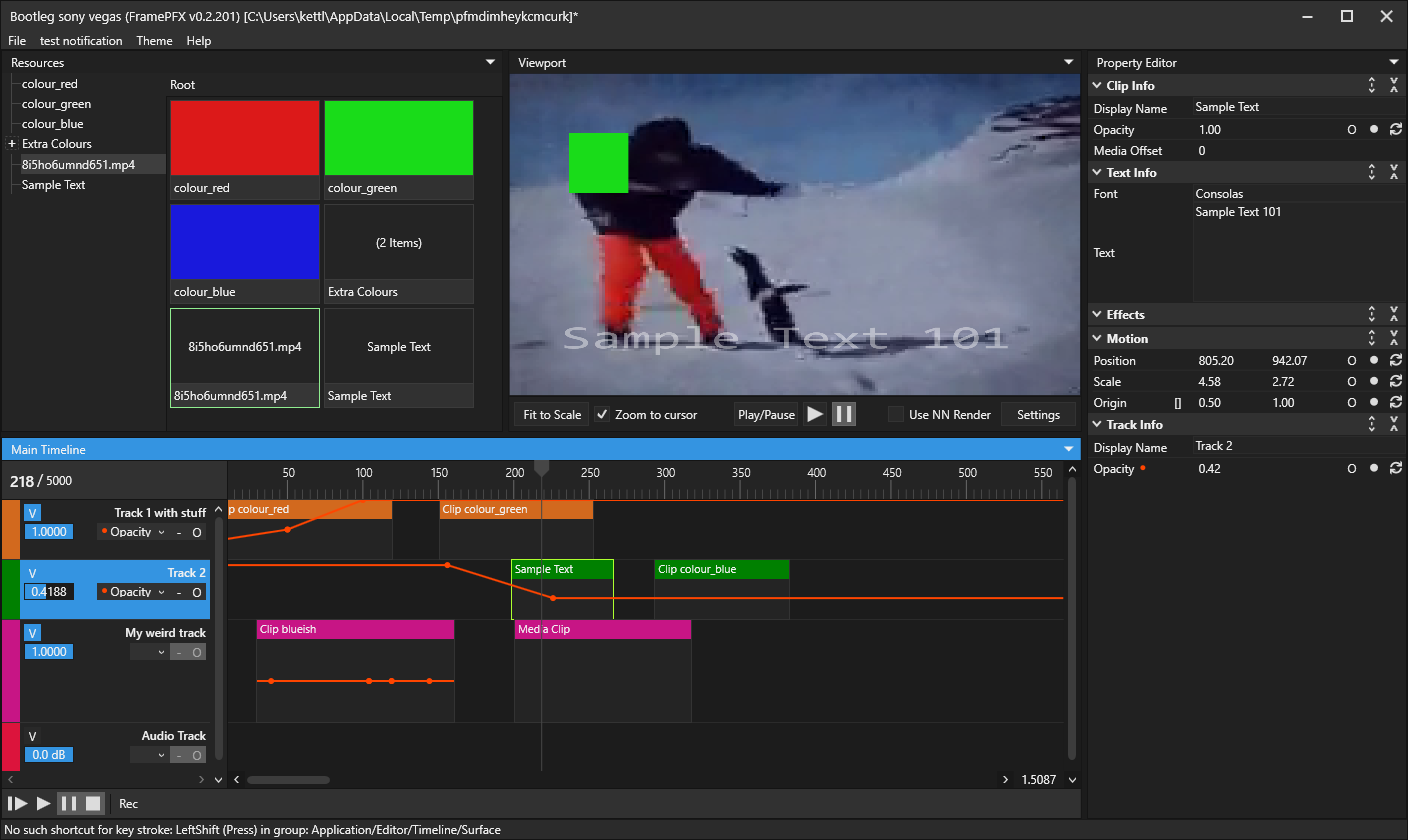 Bootleg sony vegas (FramePFX v0.2.201) [C:\Users\kettl\AppData\Local\Temp\pfmdimheykcmcurk]*
File test notification Theme Help
Resources
colour_red
colour_green
colour_blue
+ Extra Colours
8i5ho6umnd651.mp4
Sample Text
Root
colour_red
colour_green
colour_blue
(2 Items)
Extra Colours
8i5ho6umnd651.mp4
8i5ho6umnd651.mp4
Sample Text
Sample Text
Viewport
Sample Text 101
Fit to Scale Zoom to cursor Play/Pause Use NN Render Settings
Property Editor
Clip Info
Display Name Sample Text
Opacity 1.00 O
Media Offset 0
Text Info
Font Consolas
Sample Text 101
Text
Effects
Motion
Position 805.20 942.07 O
Scale 4.58 2.72 O
Origin [] 0.50 1.00 O
Track Info
Display Name Track 2
Opacity 0.42 O
Main Timeline
218 / 5000
50 100 150 200 250 300 350 400 450 500 550
V Track 1 with stuff
1.0000 Opacity - O
p colour_red
Clip colour_green
V Track 2
0.4188 Opacity - O
Sample Text
Clip colour_blue
V My weird track
1.0000 - O
Clip blueish
Med a Clip
V Audio Track
0.0 dB - O
1.5087
Rec
No such shortcut for key stroke: LeftShift (Press) in group: Application/Editor/Timeline/Surface